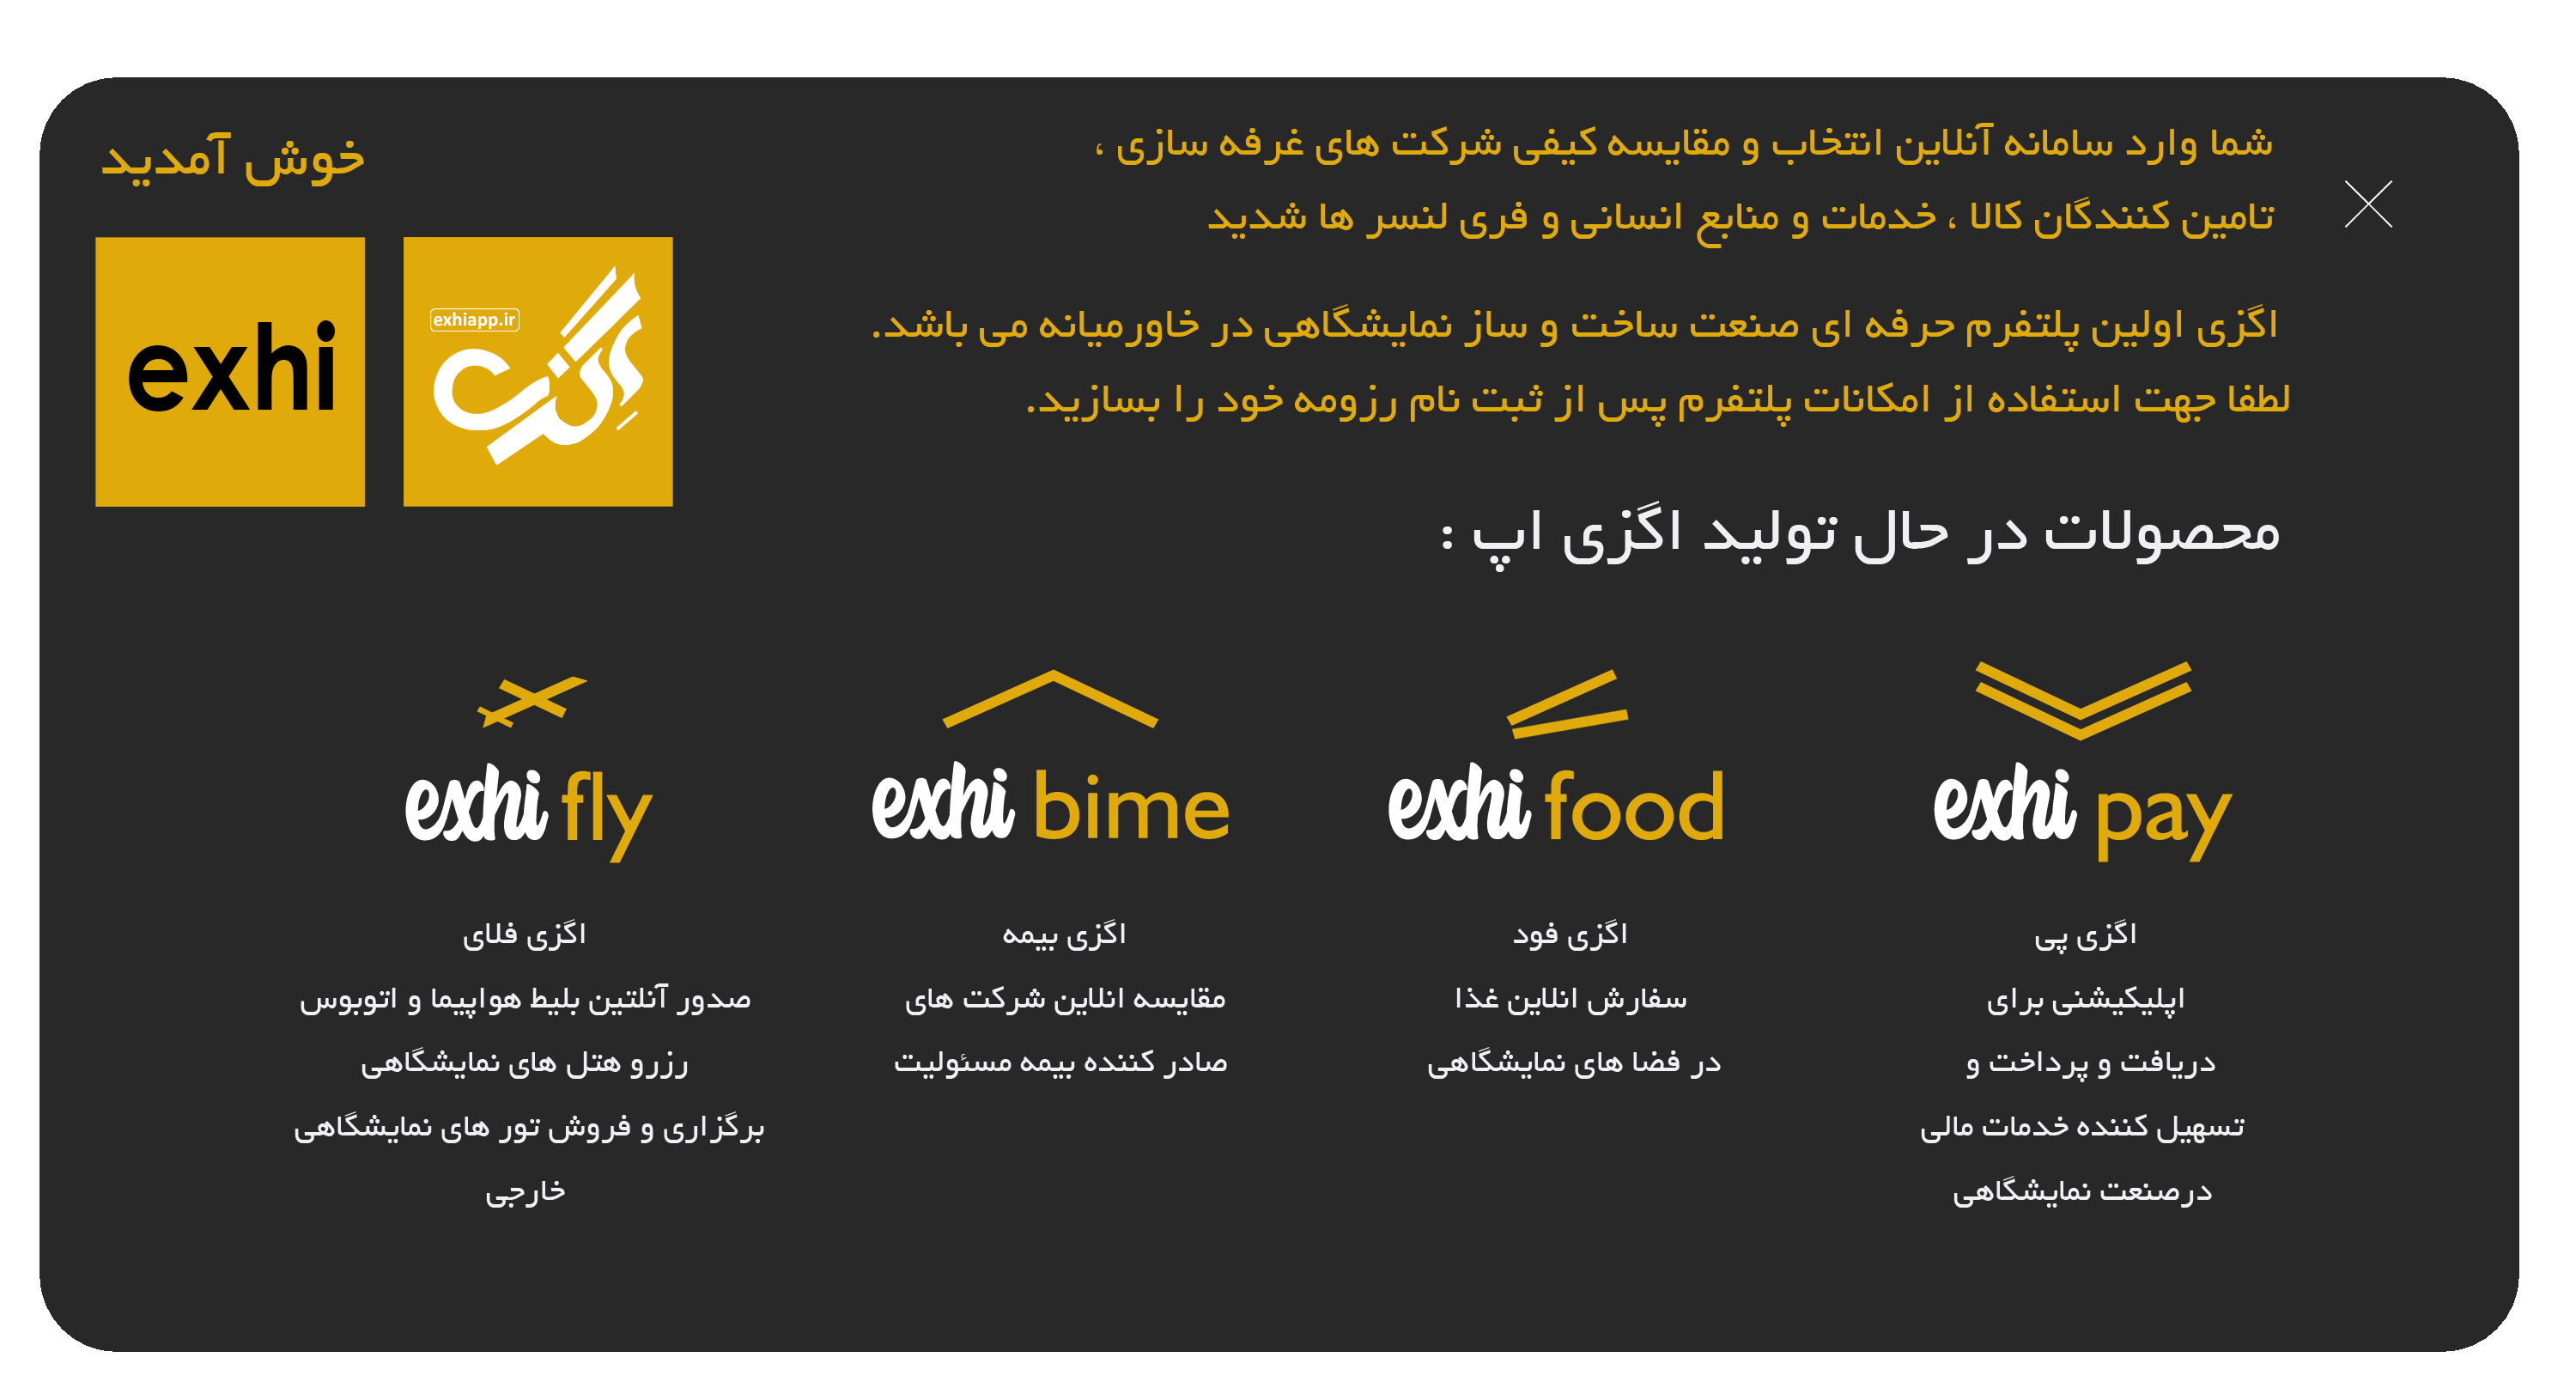 خوش آمدید
شما وارد سامانه آنلاین انتخاب و مقایسه کیفی شرکت های غرفه سازی ،
تامین کنندگان کالا ، خدمات و منابع انسانی و فری لنسر ها شدید
اگزی اولین پلتفرم حرفه ای صنعت ساخت و ساز نمایشگاهی در خاورمیانه می باشد.
لطفا جهت استفاده از امکانات پلتفرم پس از ثبت نام رزومه خود را بسازید.
exhiapp.ir
اگزی
exhi
محصولات در حال تولید اگزی اپ :
exhi pay
اگزی پی
اپلیکیشنی برای
دریافت و پرداخت و
تسهیل کننده خدمات مالی
درصنعت نمایشگاهی
exhi food
اگزی فود
سفارش انلاین غذا
در فضا های نمایشگاهی
exhi bime
اگزی بیمه
مقایسه انلاین شرکت های
صادر کننده بیمه مسئولیت
exhi fly
اگزی فلای
صدور آنلتین بلیط هواپیما و اتوبوس
رزرو هتل های نمایشگاهی
برگزاری و فروش تور های نمایشگاهی
خارجی